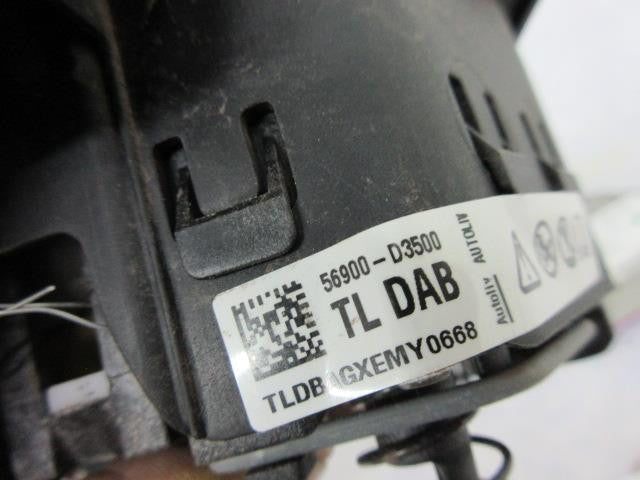 56900-D3500
TL DAB
TLDBAGXEMY0668
Autoliv AUTOLIV